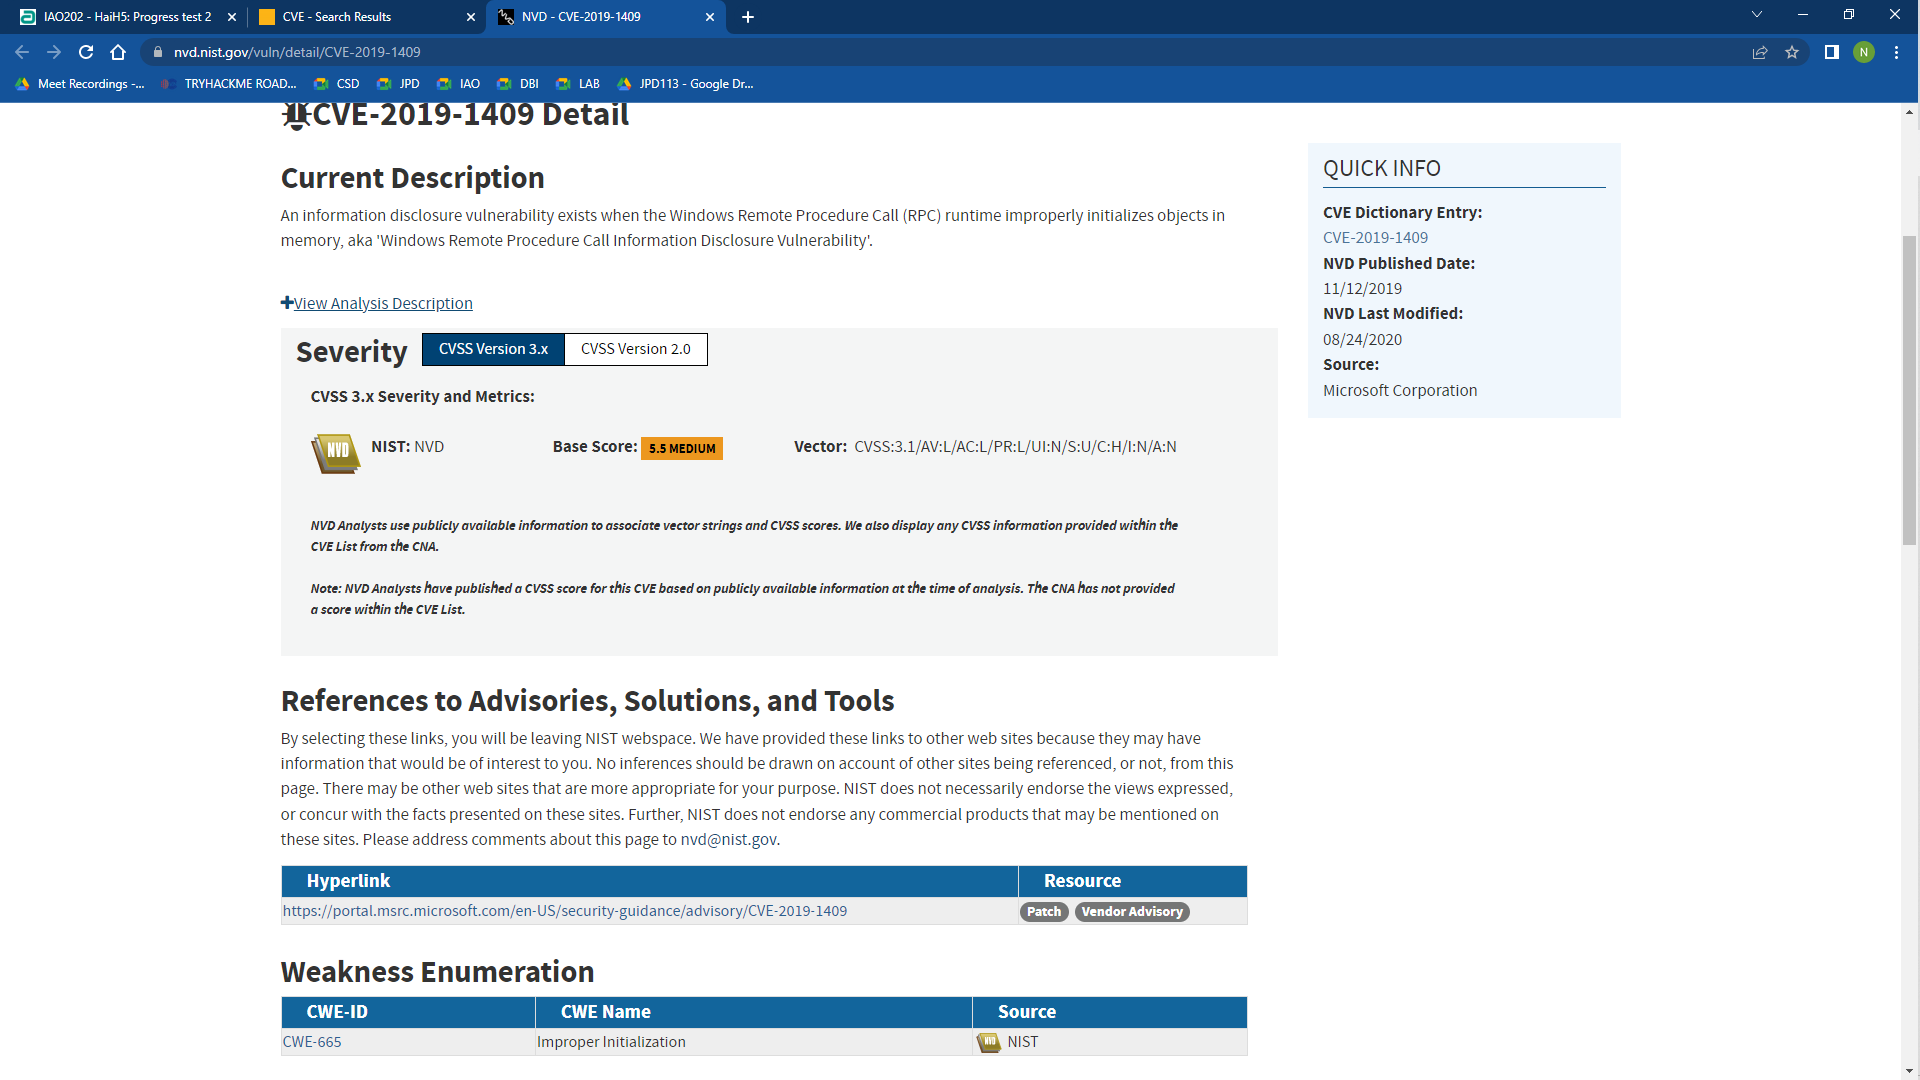 IAO202 - HaiH5: Progress test 2
CVE - Search Results
NVD - CVE-2019-1409
nvd.nist.gov/vuln/detail/CVE-2019-1409
N
Meet Recordings -...
TRYHACKME ROAD...
CSD
JPD
IAO
DBI
LAB
JPD113 - Google Dr...
CVE-2019-1409 Detail
Current Description
An information disclosure vulnerability exists when the Windows Remote Procedure Call (RPC) runtime improperly initializes objects in
memory, aka 'Windows Remote Procedure Call Information Disclosure Vulnerability'.
View Analysis Description
Severity
CVSS Version 3.x
CVSS Version 2.0
CVSS 3.x Severity and Metrics:
NVD
NIST: NVD
Base Score: 5.5 MEDIUM
Vector: CVSS:3.1/AV:L/AC:L/PR:L/UI:N/S:U/C:H/I:N/A:N
NVD Analysts use publicly available information to associate vector strings and CVSS scores. We also display any CVSS information provided within the
CVE List from the CNA.
Note: NVD Analysts have published a CVSS score for this CVE based on publicly available information at the time of analysis. The CNA has not provided
a score within the CVE List.
References to Advisories, Solutions, and Tools
By selecting these links, you will be leaving NIST webspace. We have provided these links to other web sites because they may have
information that would be of interest to you. No inferences should be drawn on account of other sites being referenced, or not, from this
page. There may be other web sites that are more appropriate for your purpose. NIST does not necessarily endorse the views expressed,
or concur with the facts presented on these sites. Further, NIST does not endorse any commercial products that may be mentioned on
these sites. Please address comments about this page to nvd@nist.gov.
Hyperlink
Resource
https://portal.msrc.microsoft.com/en-US/security-guidance/advisory/CVE-2019-1409
Patch
Vendor Advisory
Weakness Enumeration
CWE-ID
CWE Name
Source
CWE-665
Improper Initialization
NVD
NIST
QUICK INFO
CVE Dictionary Entry:
CVE-2019-1409
NVD Published Date:
11/12/2019
NVD Last Modified:
08/24/2020
Source:
Microsoft Corporation